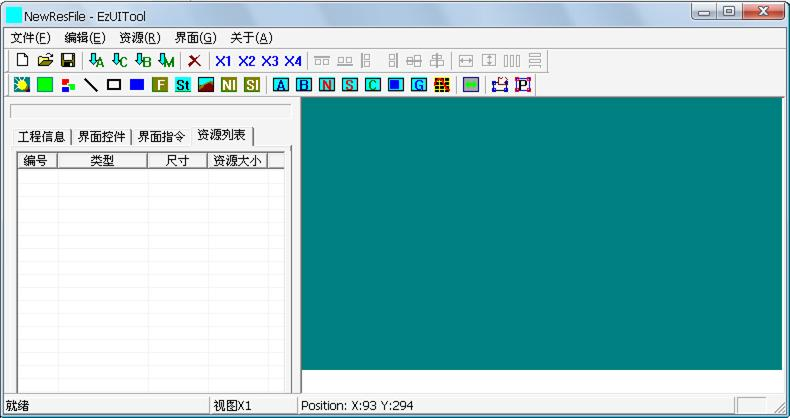 NewResFile - EzUITool
文件(F) 编辑(E) 资源(R) 界面(G) 关于(A)
A C B M X1 X2 X3 X4
F St NI SI A B N S C G P
工程信息 界面控件 界面指令 资源列表
编号 类型 尺寸 资源大小
就绪 视图X1 Position: X:93 Y:294